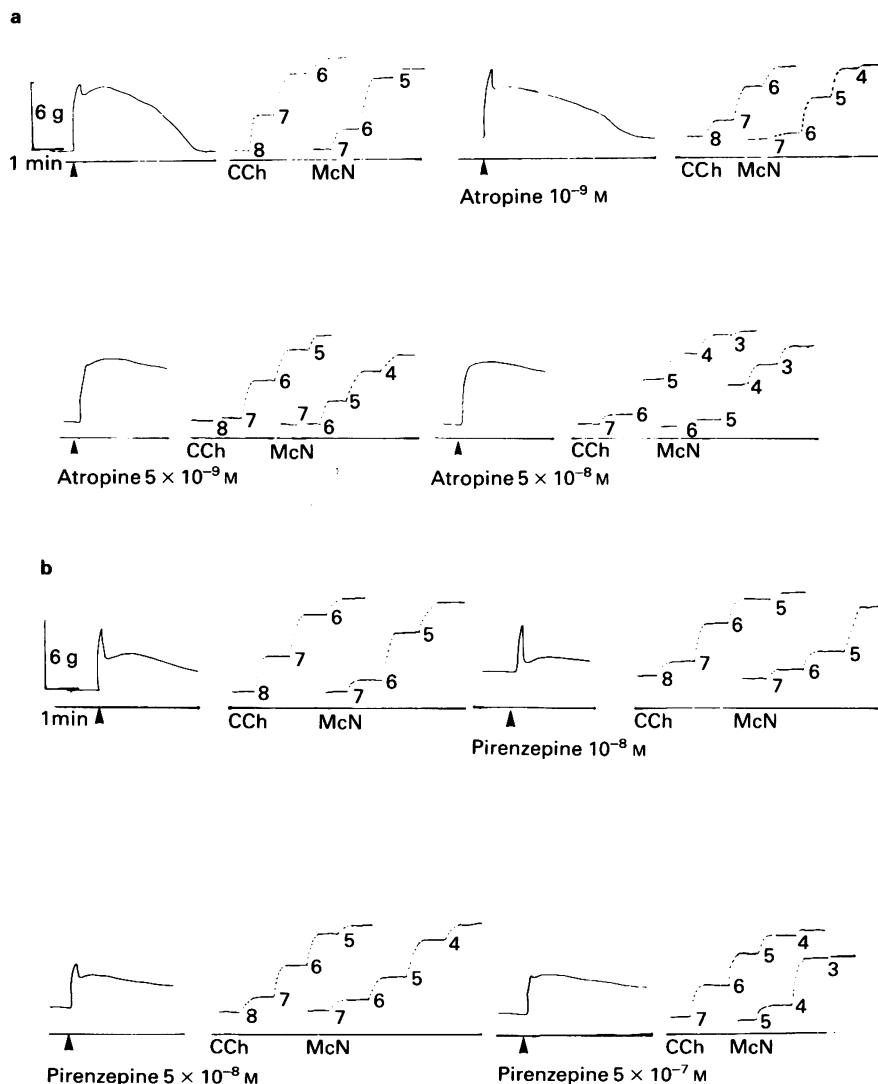 a
6 g
1 min
8 7 6
CCh
7 6 5
McN
Atropine 10⁻⁹ M
8 7 6
CCh
7 6 5 4
McN
8 7 6 5
CCh
7 6 5 4
McN
Atropine 5 × 10⁻⁹ M
7 6 5 4 3
CCh
6 5 4 3
McN
Atropine 5 × 10⁻⁸ M
b
6 g
1min
8 7 6
CCh
7 6 5
McN
Pirenzepine 10⁻⁸ M
8 7 6 5
CCh
7 6 5
McN
8 7 6 5
CCh
7 6 5 4
McN
Pirenzepine 5 × 10⁻⁸ M
7 6 5 4
CCh
5 4 3
McN
Pirenzepine 5 × 10⁻⁷ M